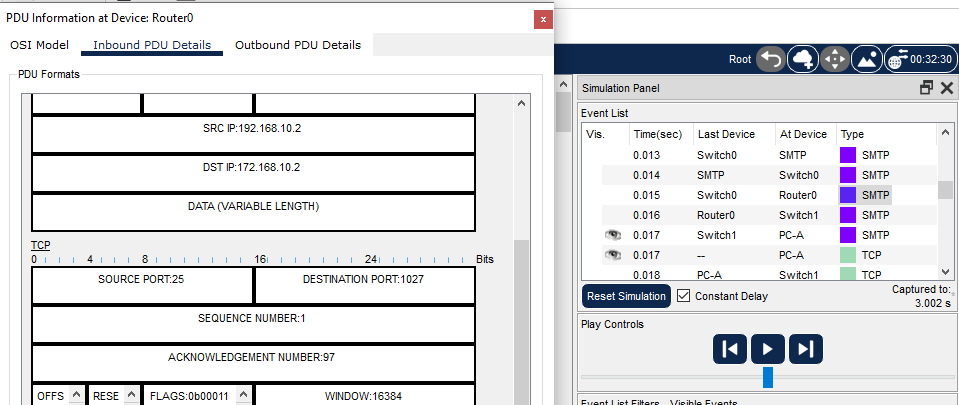 PDU Information at Device: Router0
x
OSI Model Inbound PDU Details Outbound PDU Details
PDU Formats
SRC IP:192.168.10.2
DST IP:172.168.10.2
DATA (VARIABLE LENGTH)
TCP
0 4 8 16 24 Bits
SOURCE PORT:25 DESTINATION PORT:1027
SEQUENCE NUMBER:1
ACKNOWLEDGEMENT NUMBER:97
OFFS RESE FLAGS:0b00011 WINDOW:16384
Root 00:32:30
Simulation Panel
Event List
Vis. Time(sec) Last Device At Device Type
0.013 Switch0 SMTP SMTP
0.014 SMTP Switch0 SMTP
0.015 Switch0 Router0 SMTP
0.016 Router0 Switch1 SMTP
0.017 Switch1 PC-A SMTP
0.017 -- PC-A TCP
0.018 PC-A Switch1 TCP
Reset Simulation Constant Delay Captured to:
3.002 s
Play Controls
Event List Filters - Visible Events